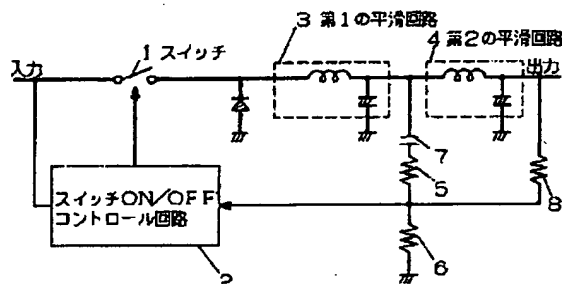 3 第1の平滑回路
4 第2の平滑回路
1 スイッチ
入力
出力
7
5
8
スイッチON/OFF
コントロール回路
6
2